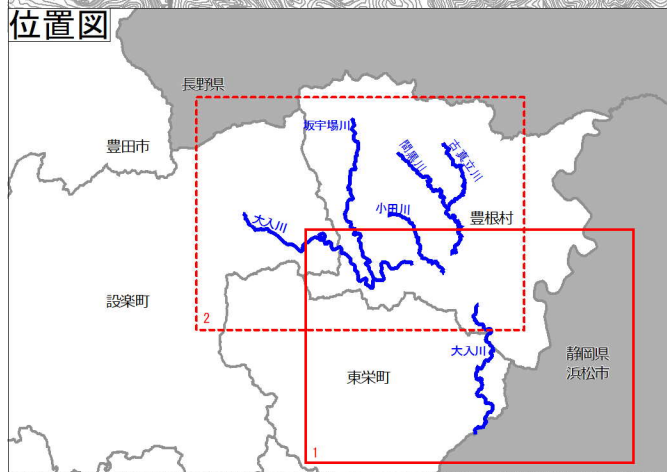 位置図
長野県
豊田市
坂宇場川
間黒川
古真立川
大入川
小田川
豊根村
設楽町
2
大入川
静岡県
浜松市
東栄町
1